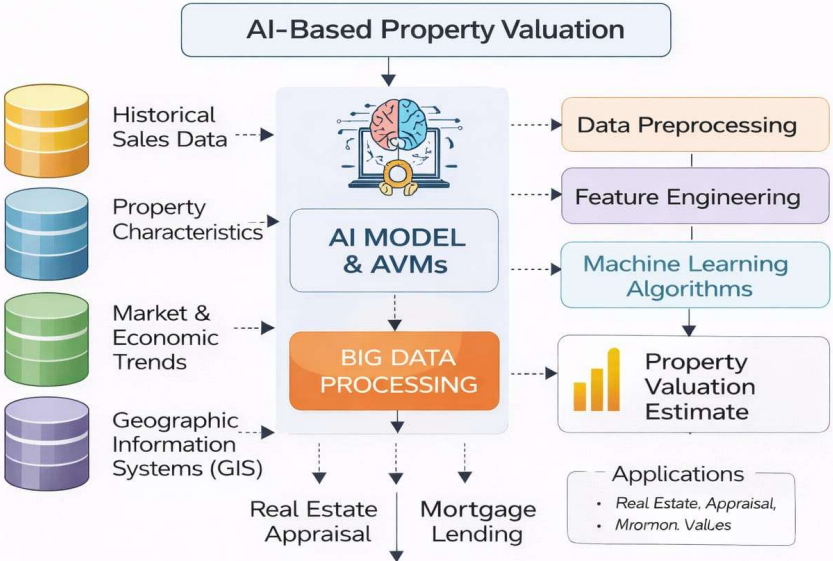 AI-Based Property Valuation
Historical
Sales Data
Property
Characteristics
Market &
Economic
Trends
Geographic
Information
Systems (GIS)
AI MODEL
& AVMs
BIG DATA
PROCESSING
Data Preprocessing
Feature Engineering
Machine Learning
Algorithms
Property
Valuation
Estimate
Real Estate
Appraisal
Mortgage
Lending
Applications
• Real Estate, Appraisal,
• Mromon. Values